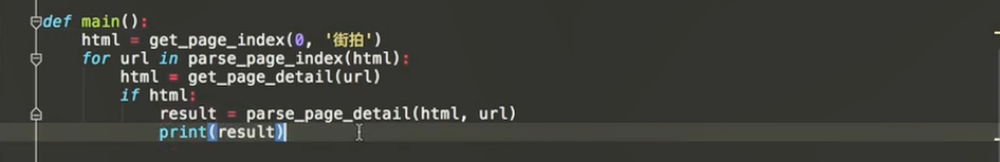 def main():
    html = get_page_index(0, '街拍')
    for url in parse_page_index(html):
        html = get_page_detail(url)
        if html:
            result = parse_page_detail(html, url)
            print(result)